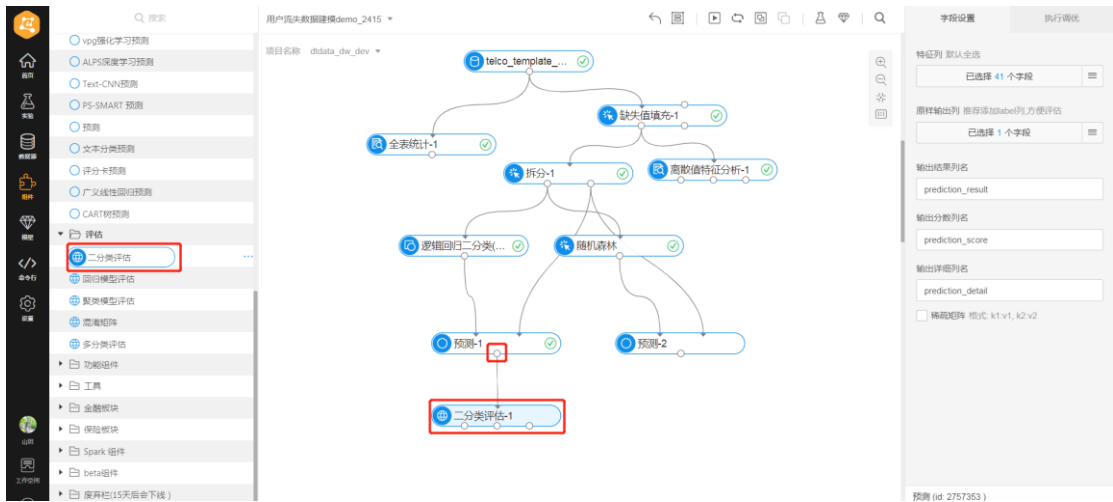 搜索
用户流失数据建模demo_2415
字段设置
执行调优
首页
实验
数据源
组件
模型
命令行
设置
山田
工作空间
vpg强化学习预测
ALPS深度学习预测
Text-CNN预测
PS-SMART 预测
预测
文本分类预测
评分卡预测
广义线性回归预测
CART树预测
评估
二分类评估
回归模型评估
聚类模型评估
混淆矩阵
多分类评估
功能组件
工具
金融板块
保险板块
Spark 组件
beta组件
废弃栏(15天后会下线 )
项目名称 dtdata_dw_dev
telco_template_...
缺失值填充-1
全表统计-1
拆分-1
离散值特征分析-1
逻辑回归二分类(...
随机森林
预测-1
预测-2
二分类评估-1
特征列 默认全选
已选择 41 个字段
原样输出列 推荐添加label列,方便评估
已选择 1 个字段
输出结果列名
prediction_result
输出分数列名
prediction_score
输出详细列名
prediction_detail
稀疏矩阵 格式: k1:v1, k2:v2
预测 (id: 2757353 )